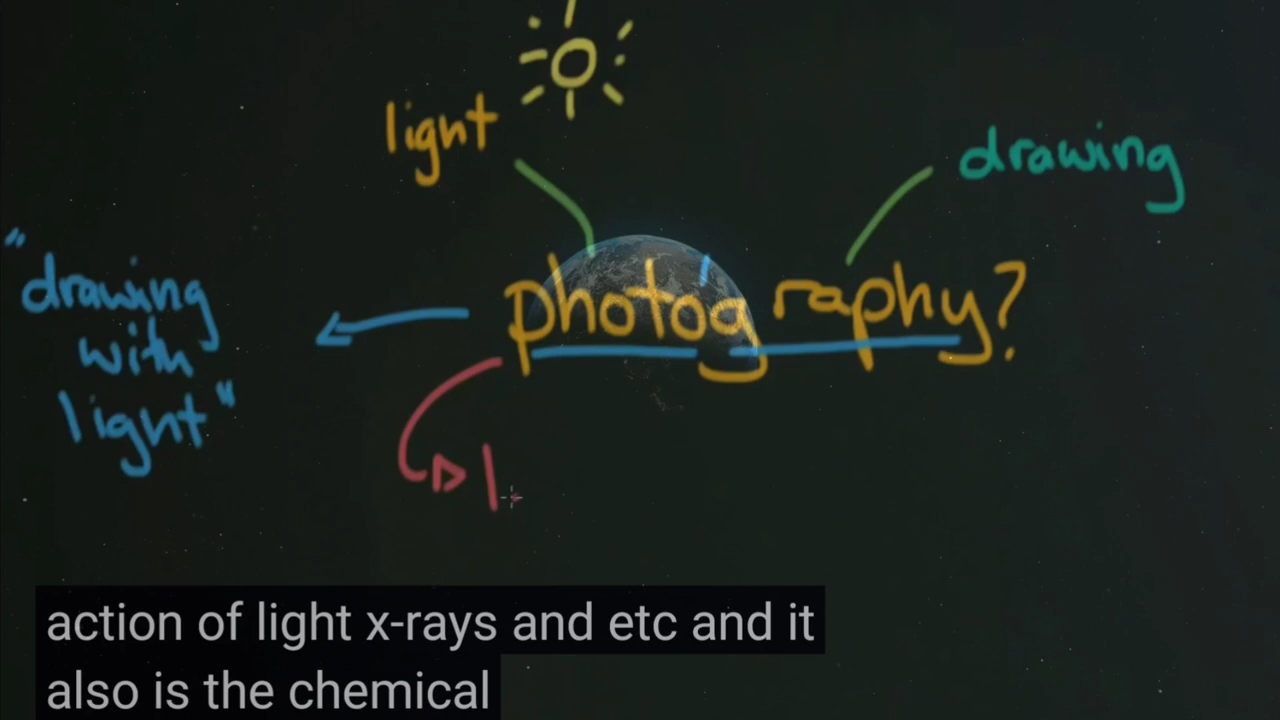 light
drawing
"drawing
with
light"
photography?
action of light x-rays and etc and it
also is the chemical